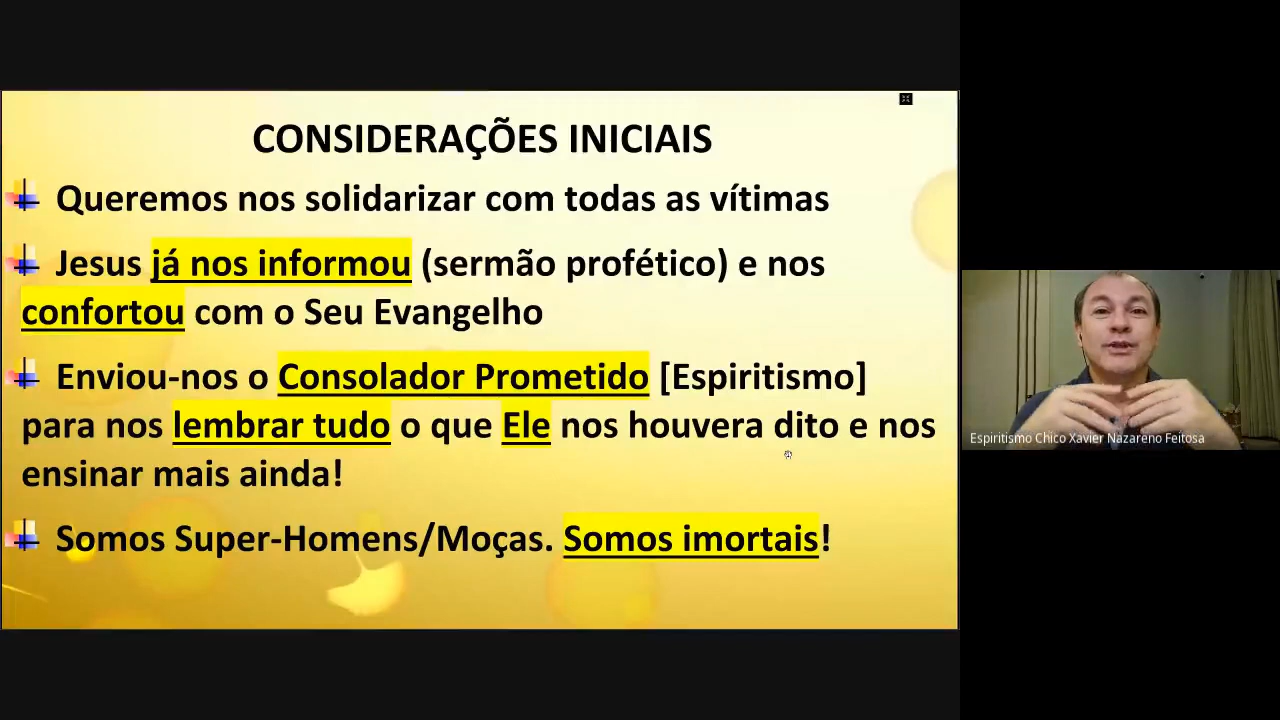 CONSIDERAÇÕES INICIAIS
Queremos nos solidarizar com todas as vítimas
Jesus já nos informou (sermão profético) e nos
confortou com o Seu Evangelho
Enviou-nos o Consolador Prometido [Espiritismo]
para nos lembrar tudo o que Ele nos houvera dito e nos
ensinar mais ainda!
Somos Super-Homens/Moças. Somos imortais!
Espiritismo Chico Xavier Nazareno Feitosa